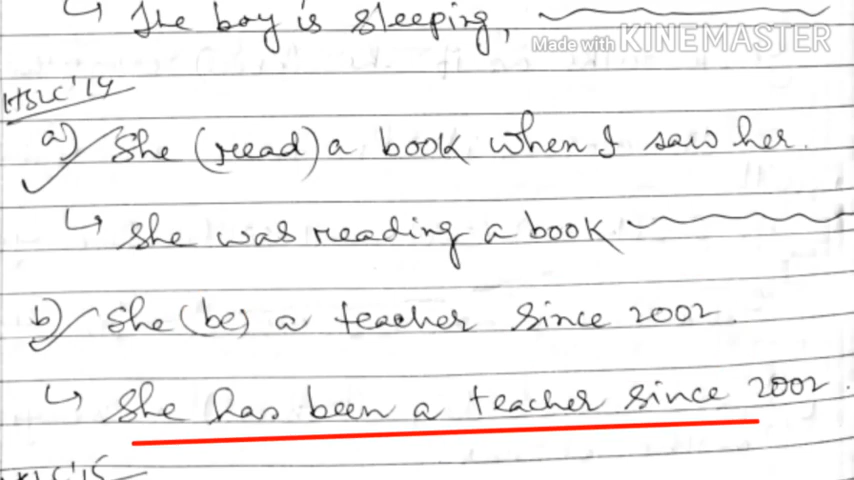 ↳ The boy is sleeping,
Made with KINEMASTER
HSLC'14
a) She (read) a book when I saw her.
↳ She was reading a book
b) She (be) a teacher since 2002.
↳ She has been a teacher since 2002.